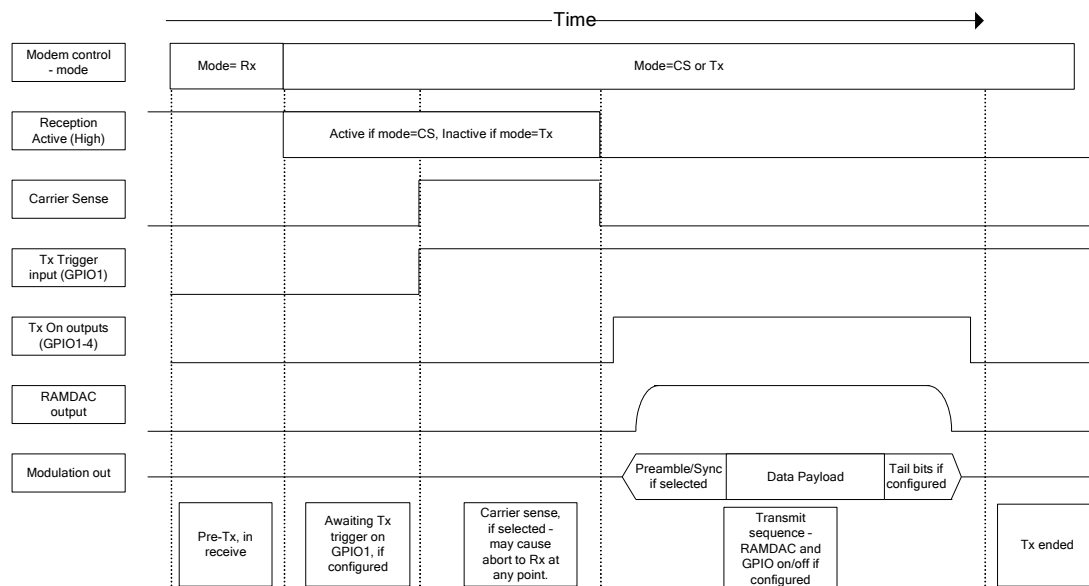 Time
Modem control
- mode
Mode= Rx
Mode=CS or Tx
Reception
Active (High)
Active if mode=CS, Inactive if mode=Tx
Carrier Sense
Tx Trigger
input (GPIO1)
Tx On outputs
(GPIO1-4)
RAMDAC
output
Modulation out
Preamble/Sync
if selected
Data Payload
Tail bits if
configured
Pre-Tx, in
receive
Awaiting Tx
trigger on
GPIO1, if
configured
Carrier sense,
if selected -
may cause
abort to Rx at
any point.
Transmit
sequence -
RAMDAC and
GPIO on/off if
configured
Tx ended